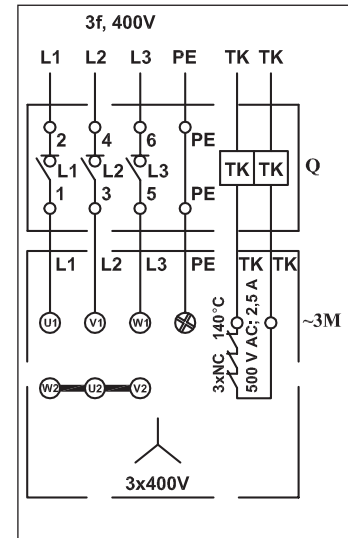 3f, 400V
L1 L2 L3 PE TK TK
2 4 6 PE
L1 L2 L3 TK TK Q
1 3 5 PE
L1 L2 L3 PE TK TK
U1 V1 W1 ~3M
3xNC 140°C
500 V AC; 2,5 A
W2 U2 V2
3x400V